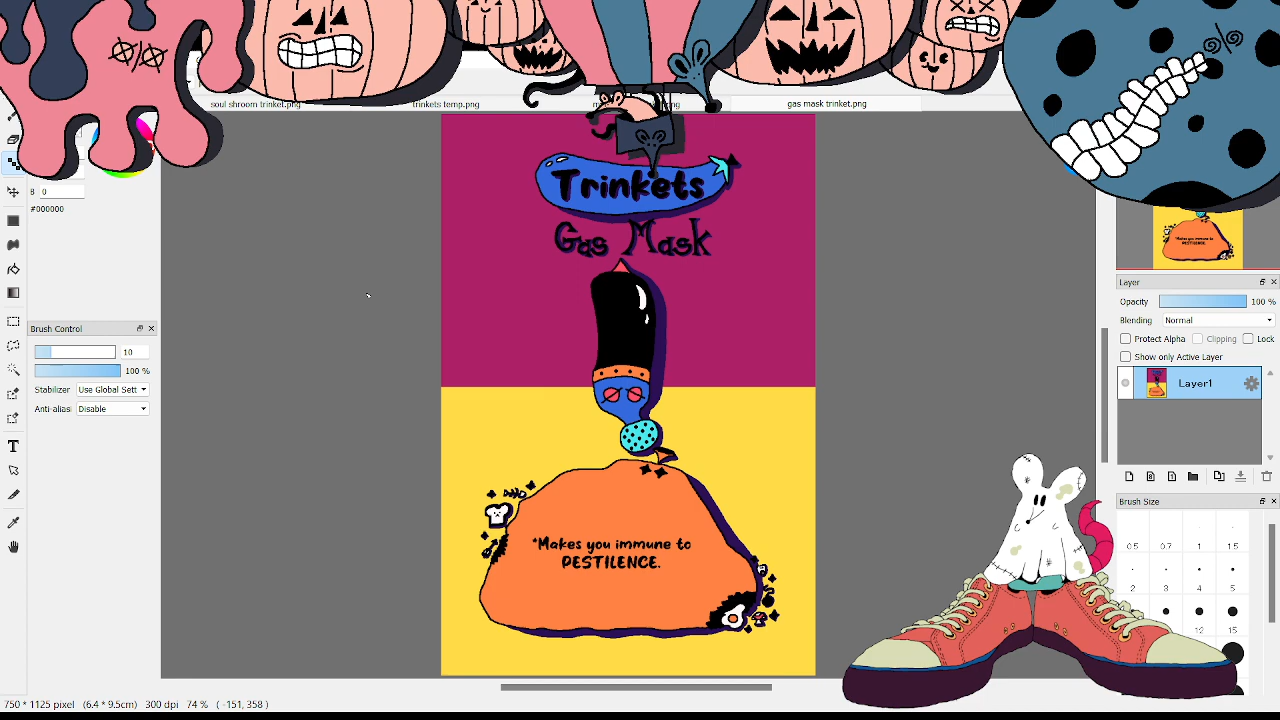 soul shroom trinket.png
trinkets temp.png
gas mask trinket.png
B 0
#000000
Trinkets
Gas Mask
Brush Control
10
100 %
Stabilizer Use Global Sett
Anti-alias Disable
*Makes you immune to
PESTILENCE.
Layer
Opacity 100 %
Blending Normal
Protect Alpha Clipping Lock
Show only Active Layer
Layer1
Brush Size
0.5 0.7 1 1.5
2 3 4 5
12 15
750 * 1125 pixel (6.4 * 9.5cm) 300 dpi 74 % ( -151, 358 )